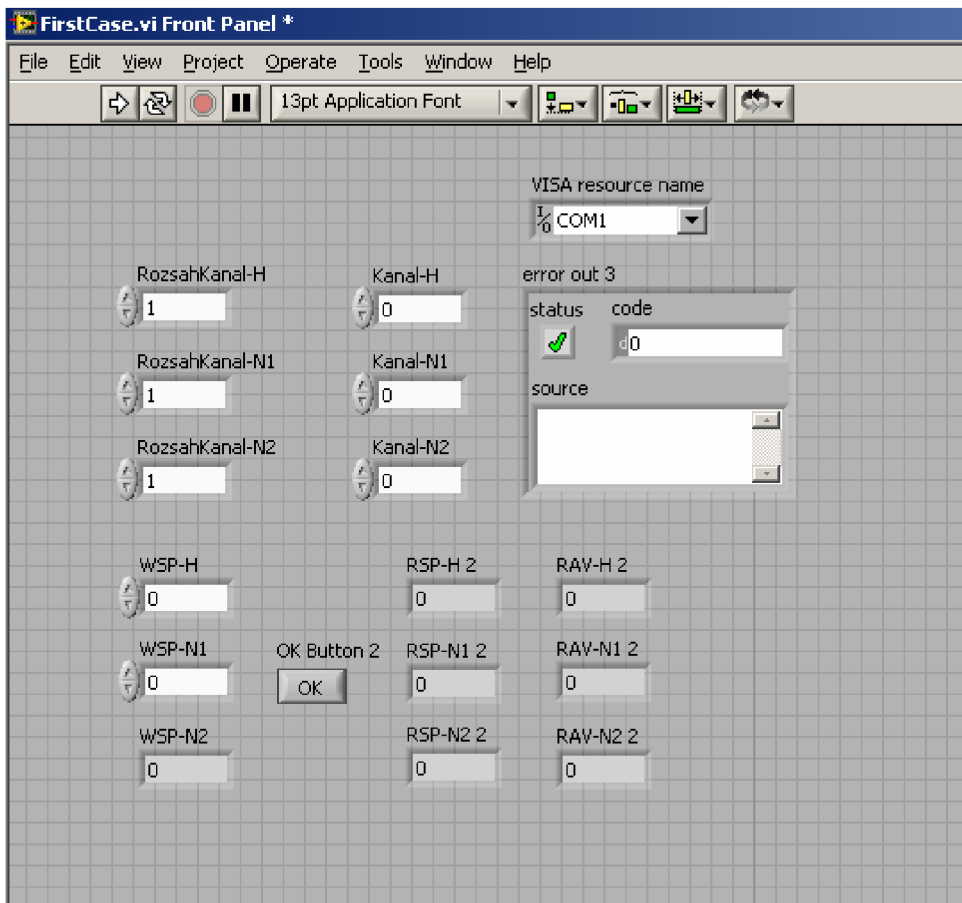 FirstCase.vi Front Panel *
File Edit View Project Operate Tools Window Help
13pt Application Font
VISA resource name
I/O COM1
RozsahKanal-H Kanal-H error out 3
1 0 status code
d0
RozsahKanal-N1 Kanal-N1
1 0 source
RozsahKanal-N2 Kanal-N2
1 0
WSP-H RSP-H 2 RAV-H 2
0 0 0
WSP-N1 OK Button 2 RSP-N1 2 RAV-N1 2
0 OK 0 0
WSP-N2 RSP-N2 2 RAV-N2 2
0 0 0